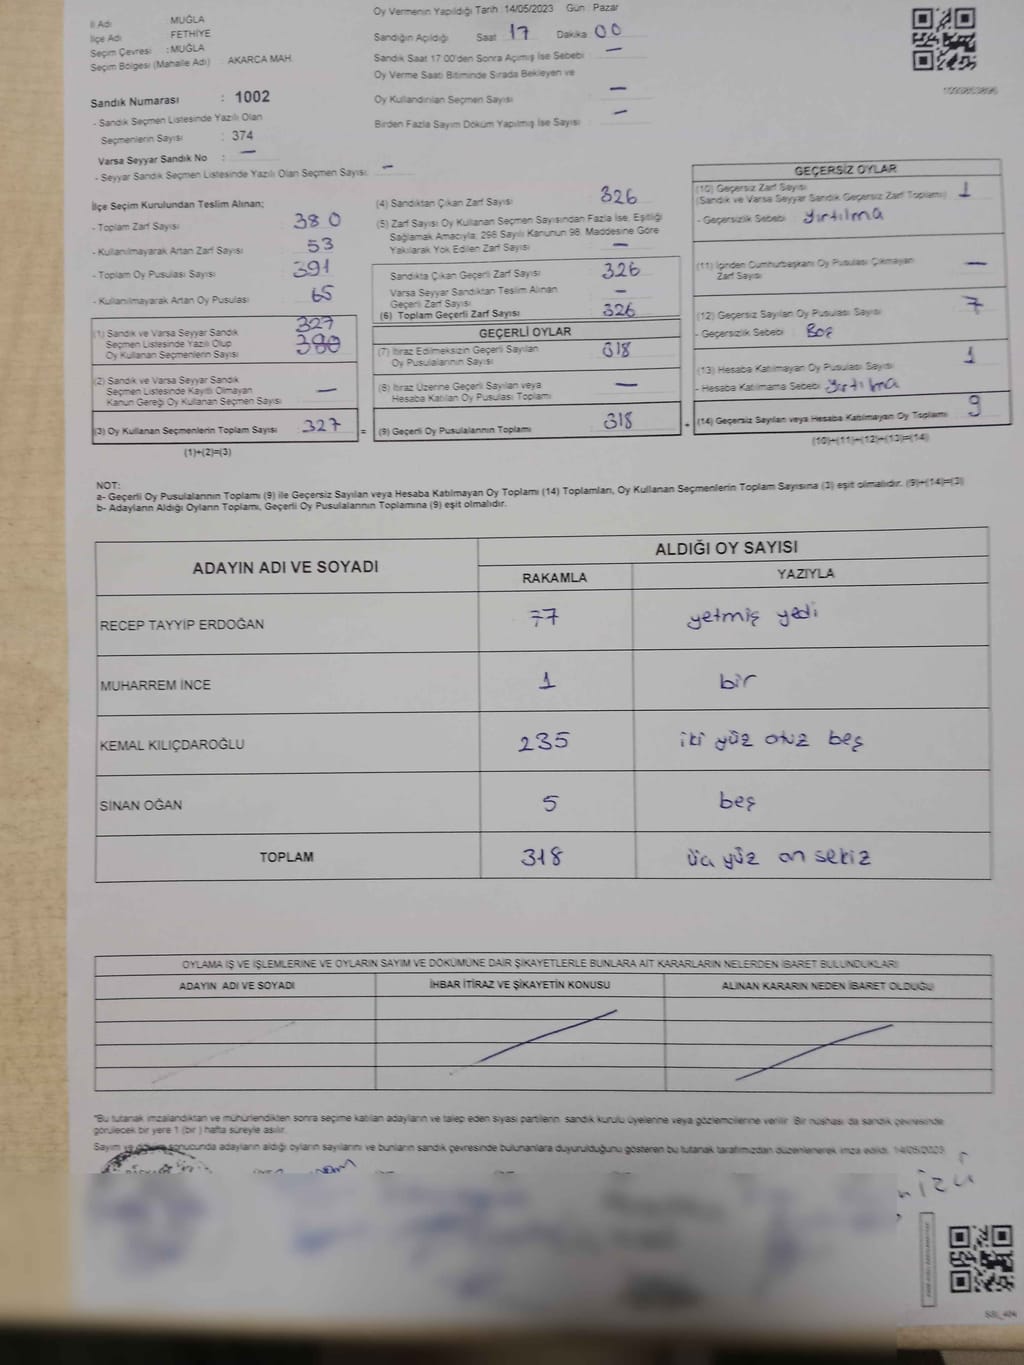 İl Adı MUĞLA
İlçe Adı FETHİYE
Seçim Çevresi : MUĞLA
Seçim Bölgesi (Mahalle Adı) AKARCA MAH.
Sandık Numarası : 1002
- Sandık Seçmen Listesinde Yazılı Olan
Seçmenlerin Sayısı : 374
Varsa Seyyar Sandık No : —
- Seyyar Sandık Seçmen Listesinde Yazılı Olan Seçmen Sayısı: —
Oy Vermenin Yapıldığı Tarih :14/05/2023 Gün : Pazar
Sandığın Açıldığı Saat 17 Dakika 00
Sandık Saat 17:00'den Sonra Açımış İse Sebebi : —
Oy Verme Saati Bitiminde Sırada Bekleyen ve
Oy Kullandırılan Seçmen Sayısı —
Birden Fazla Sayım Döküm Yapılmış İse Sayısı : —
İlçe Seçim Kurulundan Teslim Alınan;
- Toplam Zarf Sayısı 380
- Kullanılmayarak Artan Zarf Sayısı 53
- Toplam Oy Pusulası Sayısı 391
- Kullanılmayarak Artan Oy Pusulası 65
(1) Sandık ve Varsa Seyyar Sandık 327
Seçmen Listesinde Yazılı Olup 380
Oy Kullanan Seçmenlerin Sayısı
(2) Sandık ve Varsa Seyyar Sandık
Seçmen Listesinde Kayıtlı Olmayan —
Kanun Gereği Oy Kullanan Seçmen Sayısı
(3) Oy Kullanan Seçmenlerin Toplam Sayısı 327 =
(1)+(2)=(3)
(4) Sandıktan Çıkan Zarf Sayısı 326
(5) Zarf Sayısı Oy Kullanan Seçmen Sayısından Fazla İse, Eşitliği
Sağlamak Amacıyla, 298 Sayılı Kanunun 98. Maddesine Göre
Yakılarak Yok Edilen Zarf Sayısı —
Sandıkta Çıkan Geçerli Zarf Sayısı 326
Varsa Seyyar Sandıktan Teslim Alınan
Geçerli Zarf Sayısı —
(6) Toplam Geçerli Zarf Sayısı 326
GEÇERLİ OYLAR
(7) İtiraz Edilmeksizin Geçerli Sayılan 318
Oy Pusulalarının Sayısı
(8) İtiraz Üzerine Geçerli Sayılan veya —
Hesaba Katılan Oy Pusulası Toplamı
(9) Geçerli Oy Pusulalarının Toplamı 318 +
GEÇERSİZ OYLAR
(10) Geçersiz Zarf Sayısı 1
(Sandık ve Varsa Seyyar Sandık Geçersiz Zarf Toplamı)
- Geçersizlik Sebebi yırtılma
(11) İçinden Cumhurbaşkanı Oy Pusulası Çıkmayan —
Zarf Sayısı
(12) Geçersiz Sayılan Oy Pusulası Sayısı 7
- Geçersizlik Sebebi : Boş
(13) Hesaba Katılmayan Oy Pusulası Sayısı 1
- Hesaba Katılmama Sebebi : yırtılma
(14) Geçersiz Sayılan veya Hesaba Katılmayan Oy Toplamı 9
(10)+(11)+(12)+(13)=(14)
NOT:
a- Geçerli Oy Pusulalarının Toplamı (9) ile Geçersiz Sayılan veya Hesaba Katılmayan Oy Toplamı (14) Toplamları, Oy Kullanan Seçmenlerin Toplam Sayısına (3) eşit olmalıdır. (9)+(14)=(3)
b- Adayların Aldığı Oyların Toplamı, Geçerli Oy Pusulalarının Toplamına (9) eşit olmalıdır.
ADAYIN ADI VE SOYADI ALDIĞI OY SAYISI
RAKAMLA YAZIYLA
RECEP TAYYİP ERDOĞAN 77 yetmiş yedi
MUHARREM İNCE 1 bir
KEMAL KILIÇDAROĞLU 235 iki yüz otuz beş
SİNAN OĞAN 5 beş
TOPLAM 318 üç yüz on sekiz
OYLAMA İŞ VE İŞLEMLERİNE VE OYLARIN SAYIM VE DÖKÜMÜNE DAİR ŞİKAYETLERLE BUNLARA AİT KARARLARIN NELERDEN İBARET BULUNDUKLARI
ADAYIN ADI VE SOYADI İHBAR İTİRAZ VE ŞİKAYETİN KONUSU ALINAN KARARIN NEDEN İBARET OLDUĞU
*Bu tutanak imzalandıktan ve mühürlendikten sonra seçime katılan adayların ve talep eden siyasi partilerin sandık kurulu üyelerine veya gözlemcilerine verilir. Bir nüshası da sandık çevresinde
görülecek bir yere 1 (bir ) hafta süreyle asılır.
Sayım ve döküm sonucunda adayların aldığı oyların sayılarını ve bunların sandık çevresinde bulunanlara duyurulduğunu gösteren bu tutanak tarafımızdan düzenlenerek imza edildi. 14/05/2023